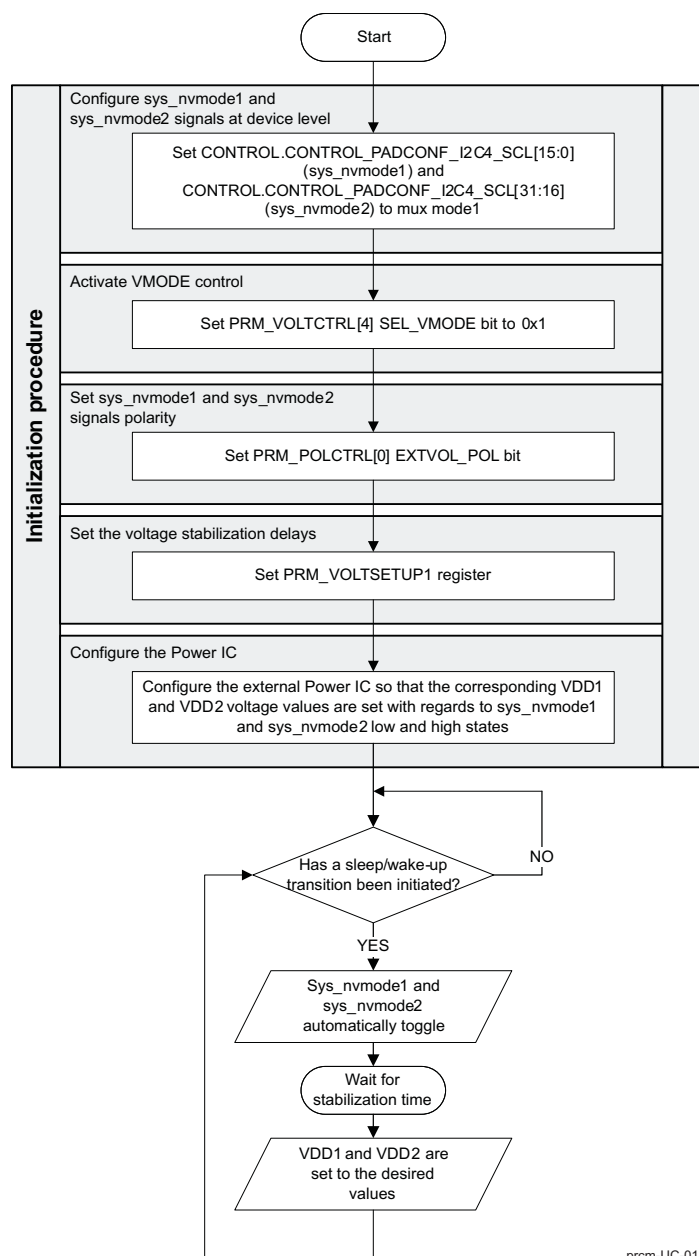 Start
Initialization procedure
Configure sys_nvmode1 and
sys_nvmode2 signals at device level
Set CONTROL.CONTROL_PADCONF_I2C4_SCL[15:0]
(sys_nvmode1) and
CONTROL.CONTROL_PADCONF_I2C4_SCL[31:16]
(sys_nvmode2) to mux mode1
Activate VMODE control
Set PRM_VOLTCTRL[4] SEL_VMODE bit to 0x1
Set sys_nvmode1 and sys_nvmode2
signals polarity
Set PRM_POLCTRL[0] EXTVOL_POL bit
Set the voltage stabilization delays
Set PRM_VOLTSETUP1 register
Configure the Power IC
Configure the external Power IC so that the corresponding VDD1
and VDD2 voltage values are set with regards to sys_nvmode1
and sys_nvmode2 low and high states
Has a sleep/wake-up
transition been initiated?
NO
YES
Sys_nvmode1 and
sys_nvmode2
automatically toggle
Wait for
stabilization time
VDD1 and VDD2 are
set to the desired
values